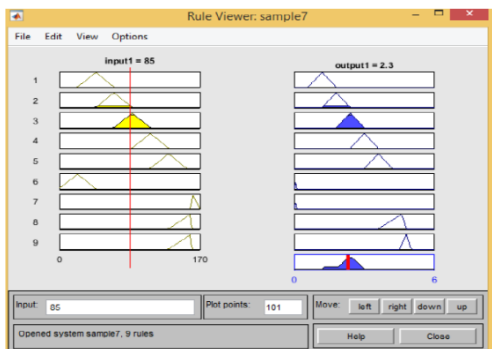 Rule Viewer: sample7
File Edit View Options
input1 = 85
output1 = 2.3
1
2
3
4
5
6
7
8
9
0 170
0 6
Input: 85 Plot points: 101 Move: left right down up
Opened system sample7, 9 rules Help Close